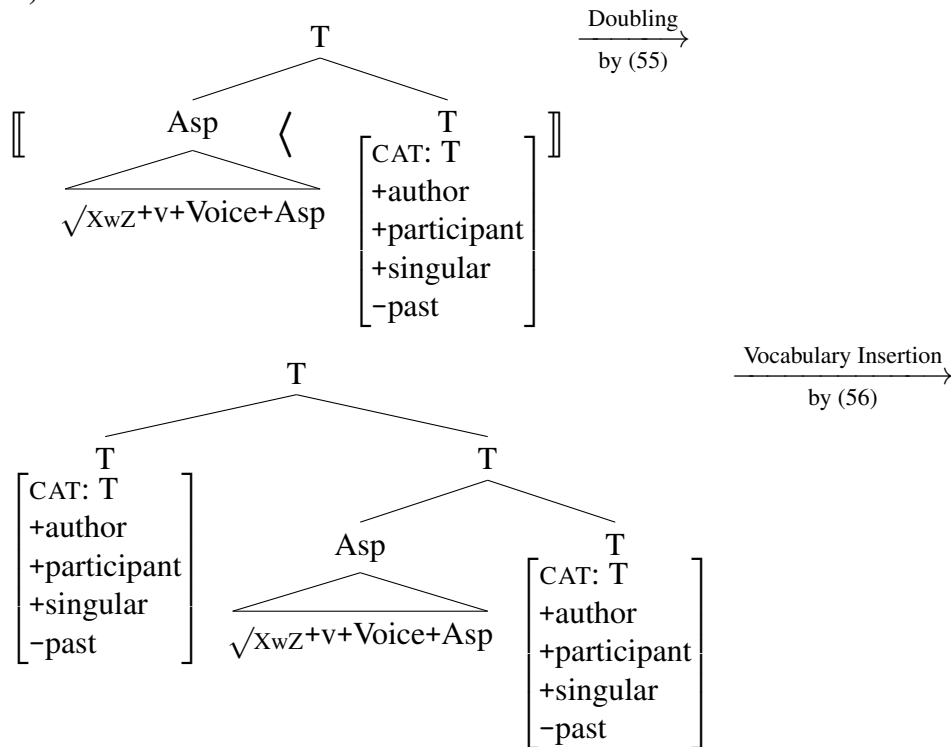 )
T
Doubling
by (55)
⟦ Asp ⟨ T ⟧
√XwZ+v+Voice+Asp
[CAT: T
+author
+participant
+singular
−past]
T
Vocabulary Insertion
by (56)
T T
[CAT: T
+author
+participant
+singular
−past]
Asp T
√XwZ+v+Voice+Asp
[CAT: T
+author
+participant
+singular
−past]